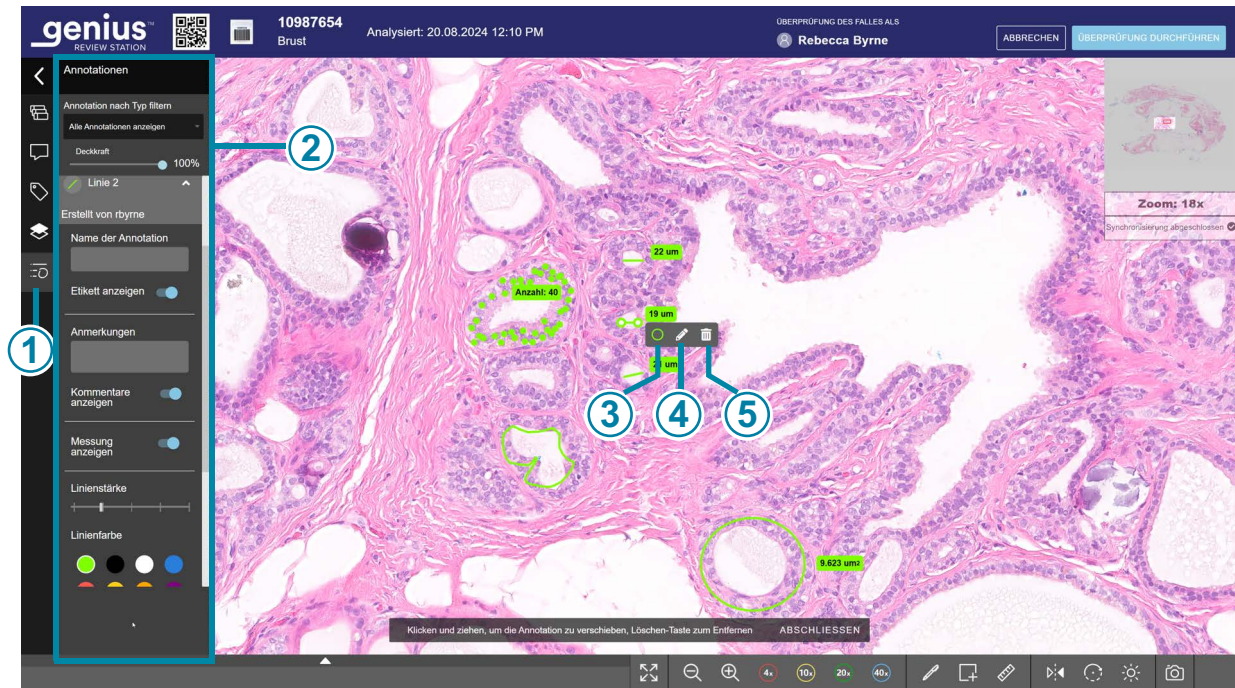 genius™
REVIEW STATION
10987654
Brust
Analysiert: 20.08.2024 12:10 PM
ÜBERPRÜFUNG DES FALLES ALS
Rebecca Byrne
ABBRECHEN
ÜBERPRÜFUNG DURCHFÜHREN
Annotationen
Annotation nach Typ filtern
Alle Annotationen anzeigen
Deckkraft
100%
Linie 2
Erstellt von rbyrne
Name der Annotation
Etikett anzeigen
Anmerkungen
Kommentare
anzeigen
Messung
anzeigen
Linienstärke
Linienfarbe
1
2
22 um
Anzahl: 40
19 um
21 um
3
4
5
9.623 um2
Zoom: 18x
Synchronisierung abgeschlossen
Klicken und ziehen, um die Annotation zu verschieben, Löschen-Taste zum Entfernen
ABSCHLIESSEN
4x
10x
20x
40x